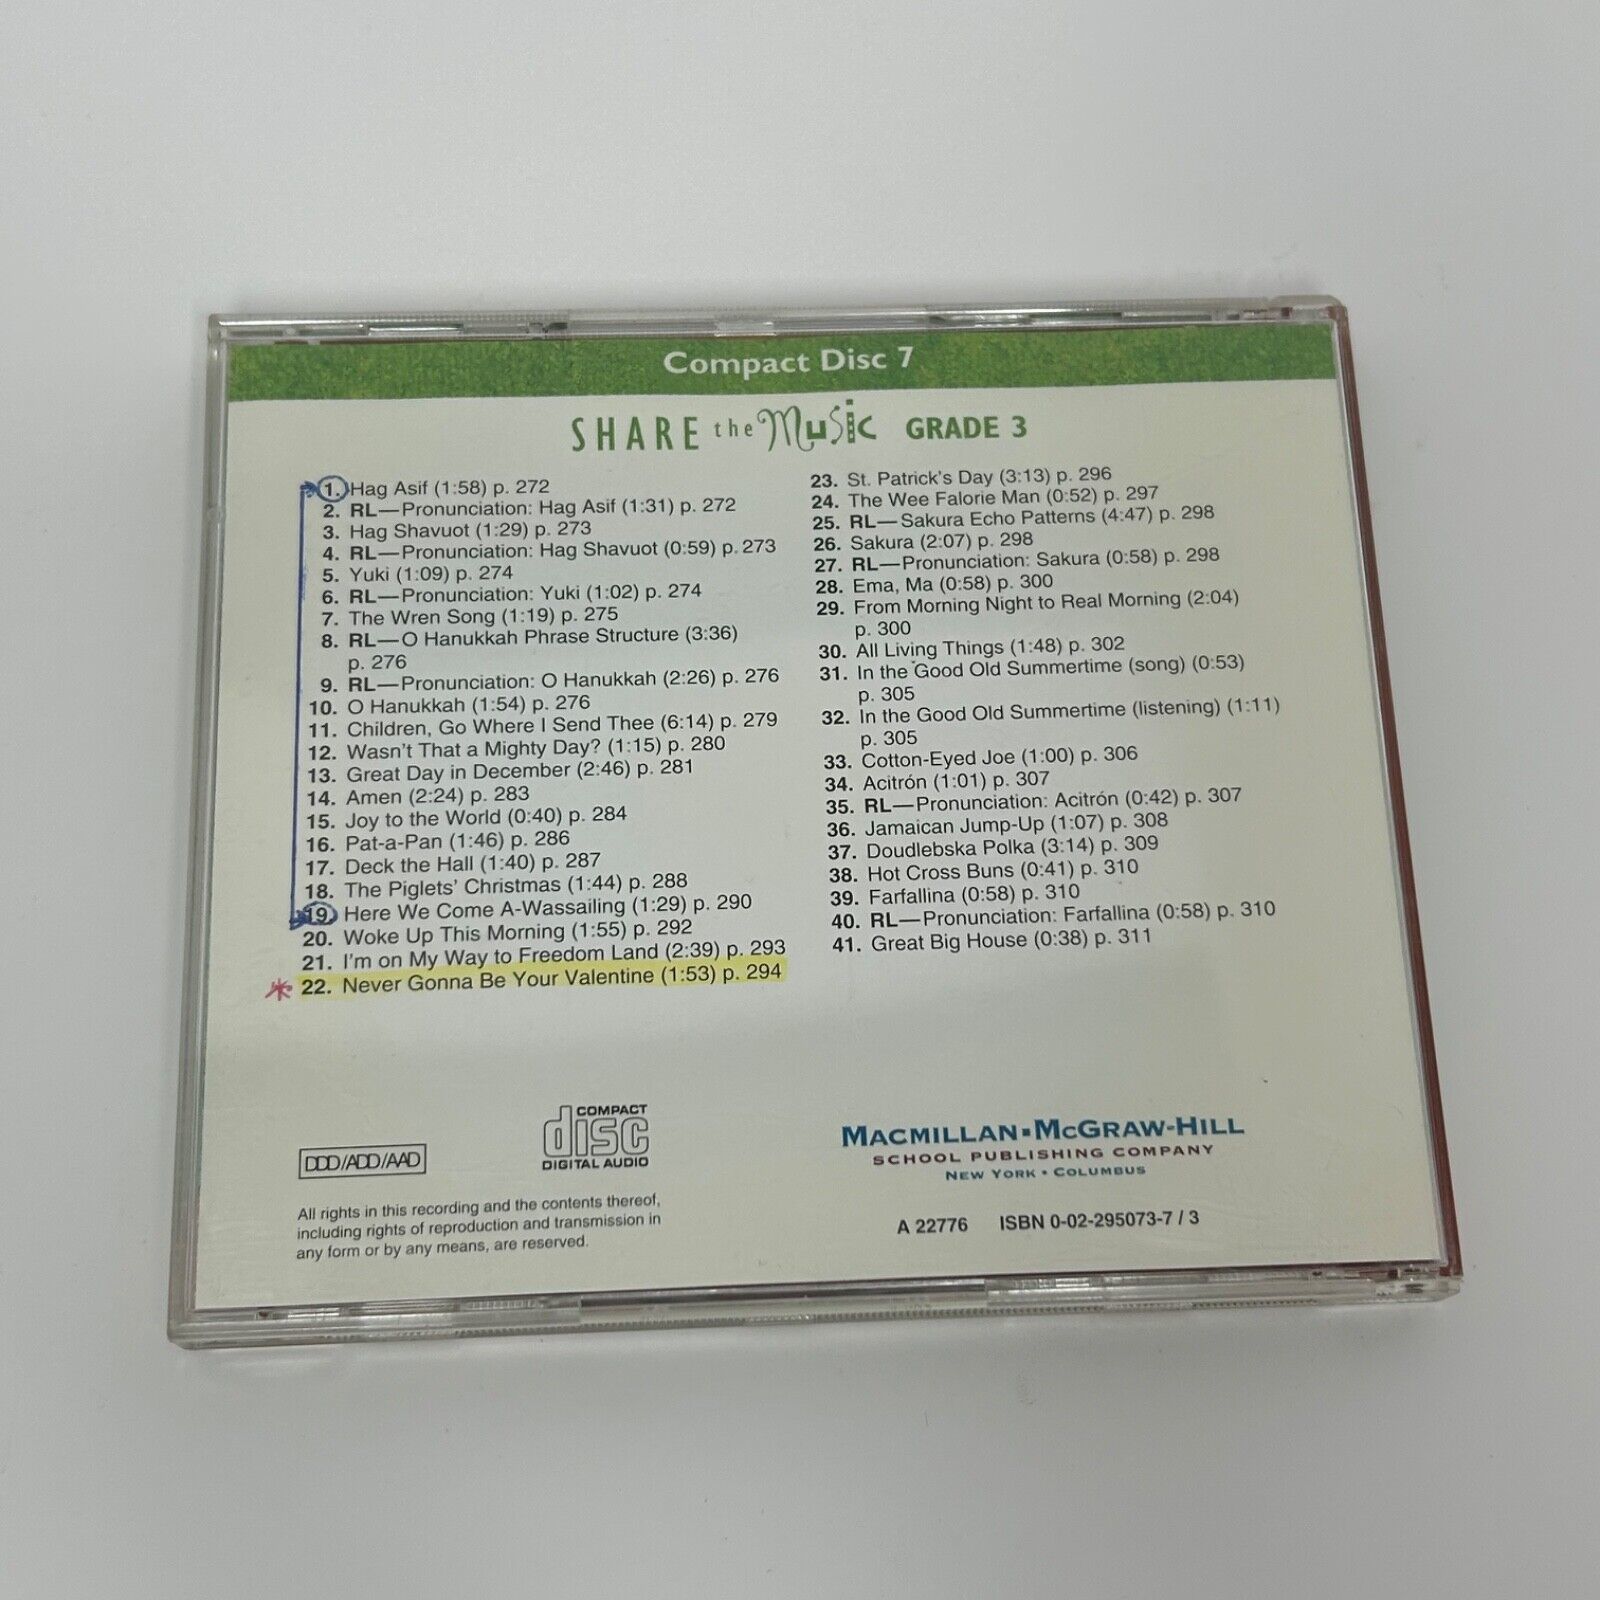 Compact Disc 7
SHARE the Music GRADE 3
1. Hag Asif (1:58) p. 272
2. RL—Pronunciation: Hag Asif (1:31) p. 272
3. Hag Shavuot (1:29) p. 273
4. RL—Pronunciation: Hag Shavuot (0:59) p. 273
5. Yuki (1:09) p. 274
6. RL—Pronunciation: Yuki (1:02) p. 274
7. The Wren Song (1:19) p. 275
8. RL—O Hanukkah Phrase Structure (3:36)
p. 276
9. RL—Pronunciation: O Hanukkah (2:26) p. 276
10. O Hanukkah (1:54) p. 276
11. Children, Go Where I Send Thee (6:14) p. 279
12. Wasn't That a Mighty Day? (1:15) p. 280
13. Great Day in December (2:46) p. 281
14. Amen (2:24) p. 283
15. Joy to the World (0:40) p. 284
16. Pat-a-Pan (1:46) p. 286
17. Deck the Hall (1:40) p. 287
18. The Piglets' Christmas (1:44) p. 288
19. Here We Come A-Wassailing (1:29) p. 290
20. Woke Up This Morning (1:55) p. 292
21. I'm on My Way to Freedom Land (2:39) p. 293
22. Never Gonna Be Your Valentine (1:53) p. 294
23. St. Patrick's Day (3:13) p. 296
24. The Wee Falorie Man (0:52) p. 297
25. RL—Sakura Echo Patterns (4:47) p. 298
26. Sakura (2:07) p. 298
27. RL—Pronunciation: Sakura (0:58) p. 298
28. Ema, Ma (0:58) p. 300
29. From Morning Night to Real Morning (2:04)
p. 300
30. All Living Things (1:48) p. 302
31. In the Good Old Summertime (song) (0:53)
p. 305
32. In the Good Old Summertime (listening) (1:11)
p. 305
33. Cotton-Eyed Joe (1:00) p. 306
34. Acitrón (1:01) p. 307
35. RL—Pronunciation: Acitrón (0:42) p. 307
36. Jamaican Jump-Up (1:07) p. 308
37. Doudlebska Polka (3:14) p. 309
38. Hot Cross Buns (0:41) p. 310
39. Farfallina (0:58) p. 310
40. RL—Pronunciation: Farfallina (0:58) p. 310
41. Great Big House (0:38) p. 311
DDD/ADD/AAD
COMPACT
disc
DIGITAL AUDIO
MACMILLAN▪MCGRAW-HILL
SCHOOL PUBLISHING COMPANY
NEW YORK • COLUMBUS
All rights in this recording and the contents thereof,
including rights of reproduction and transmission in
any form or by any means, are reserved.
A 22776 ISBN 0-02-295073-7 / 3